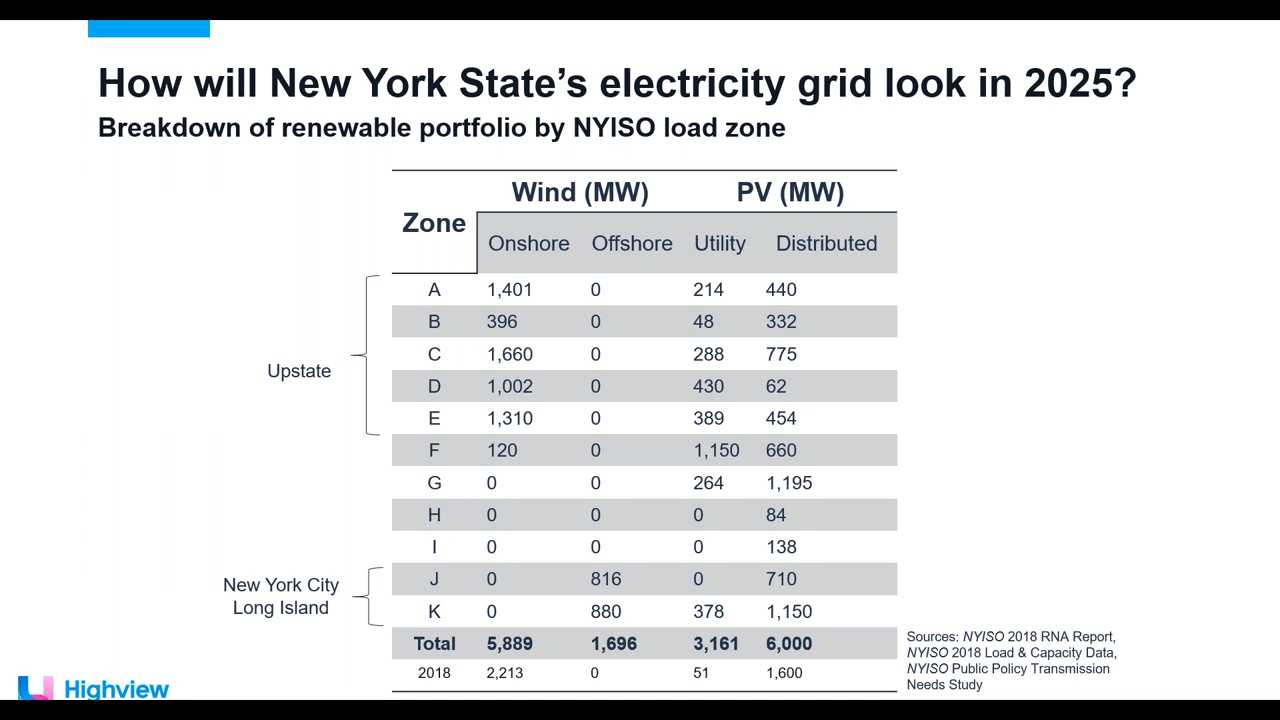 How will New York State’s electricity grid look in 2025?
Breakdown of renewable portfolio by NYISO load zone
Zone Wind (MW) PV (MW)
Onshore Offshore Utility Distributed
A 1,401 0 214 440
B 396 0 48 332
C 1,660 0 288 775
Upstate
D 1,002 0 430 62
E 1,310 0 389 454
F 120 0 1,150 660
G 0 0 264 1,195
H 0 0 0 84
I 0 0 0 138
New York City
Long Island
J 0 816 0 710
K 0 880 378 1,150
Total 5,889 1,696 3,161 6,000
2018 2,213 0 51 1,600
Sources: NYISO 2018 RNA Report,
NYISO 2018 Load & Capacity Data,
NYISO Public Policy Transmission
Needs Study
Highview